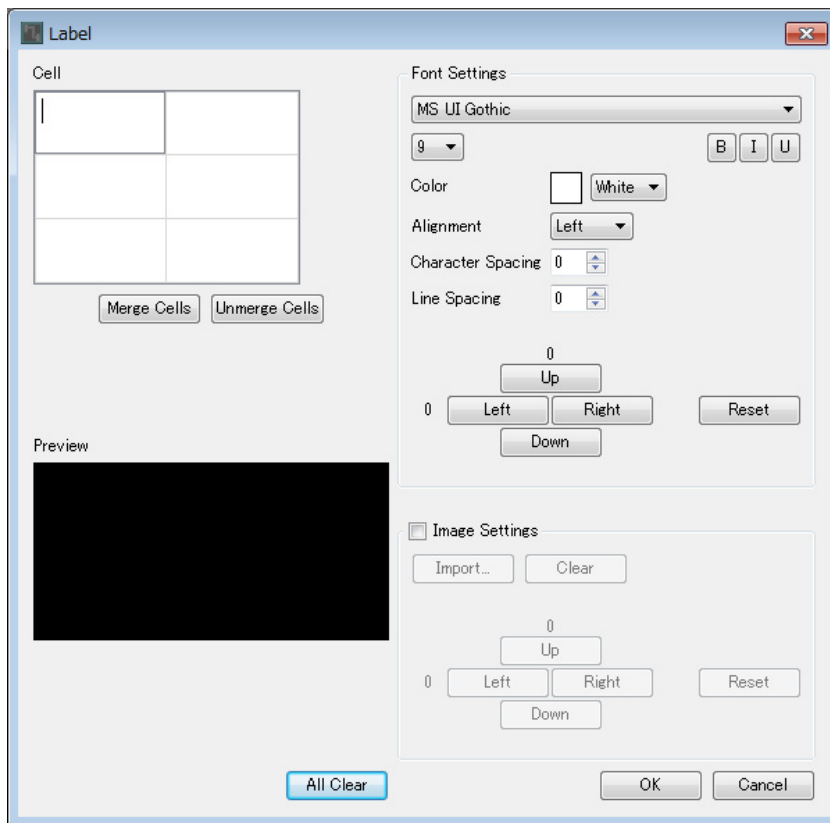 Label
Cell
Merge Cells Unmerge Cells
Preview
All Clear
Font Settings
MS UI Gothic
9 B I U
Color White
Alignment Left
Character Spacing 0
Line Spacing 0
0
Up
0 Left Right Reset
Down
Image Settings
Import... Clear
0
Up
0 Left Right Reset
Down
OK Cancel